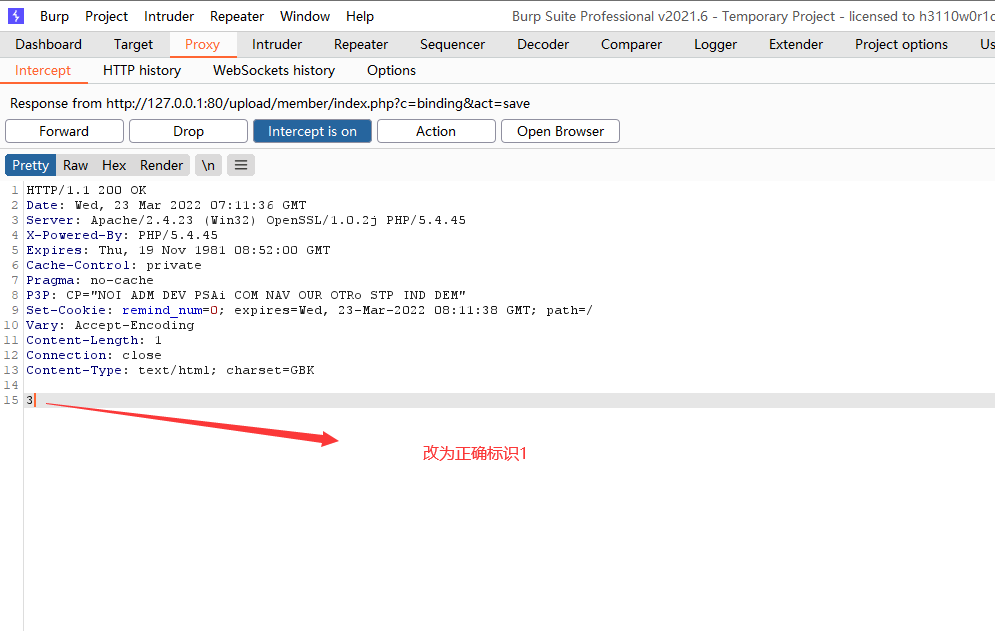 Burp Project Intruder Repeater Window Help Burp Suite Professional v2021.6 - Temporary Project - licensed to h3110w0r1d
Dashboard Target Proxy Intruder Repeater Sequencer Decoder Comparer Logger Extender Project options Us
Intercept HTTP history WebSockets history Options
Response from http://127.0.0.1:80/upload/member/index.php?c=binding&act=save
Forward Drop Intercept is on Action Open Browser
Pretty Raw Hex Render \n ☰
1 HTTP/1.1 200 OK
2 Date: Wed, 23 Mar 2022 07:11:36 GMT
3 Server: Apache/2.4.23 (Win32) OpenSSL/1.0.2j PHP/5.4.45
4 X-Powered-By: PHP/5.4.45
5 Expires: Thu, 19 Nov 1981 08:52:00 GMT
6 Cache-Control: private
7 Pragma: no-cache
8 P3P: CP="NOI ADM DEV PSAi COM NAV OUR OTRo STP IND DEM"
9 Set-Cookie: remind_num=0; expires=Wed, 23-Mar-2022 08:11:38 GMT; path=/
10 Vary: Accept-Encoding
11 Content-Length: 1
12 Connection: close
13 Content-Type: text/html; charset=GBK
14
15 3
改为正确标识1